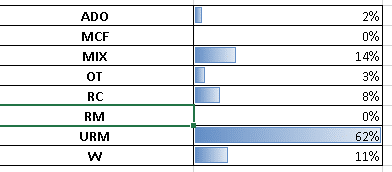 ADO 2%
MCF 0%
MIX 14%
OT 3%
RC 8%
RM 0%
URM 62%
W 11%